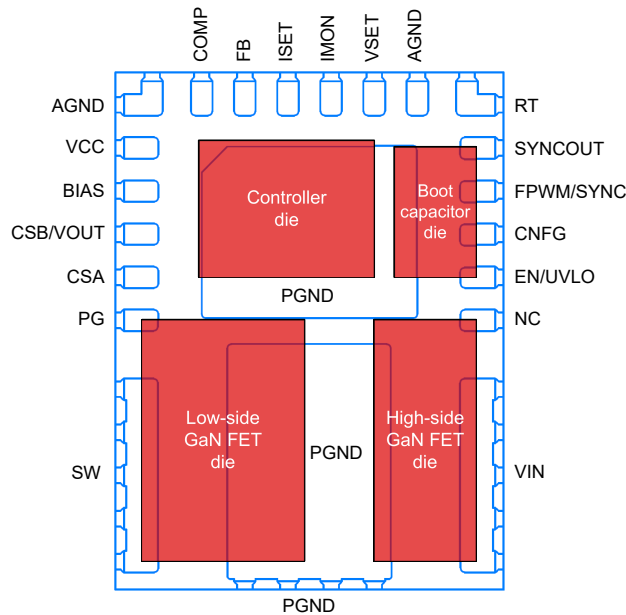 COMP
FB
ISET
IMON
VSET
AGND
AGND
RT
VCC
SYNCOUT
BIAS
FPWM/SYNC
CSB/VOUT
CNFG
CSA
EN/UVLO
PG
NC
Controller
die
Boot
capacitor
die
PGND
Low-side
GaN FET
die
High-side
GaN FET
die
PGND
SW
VIN
PGND